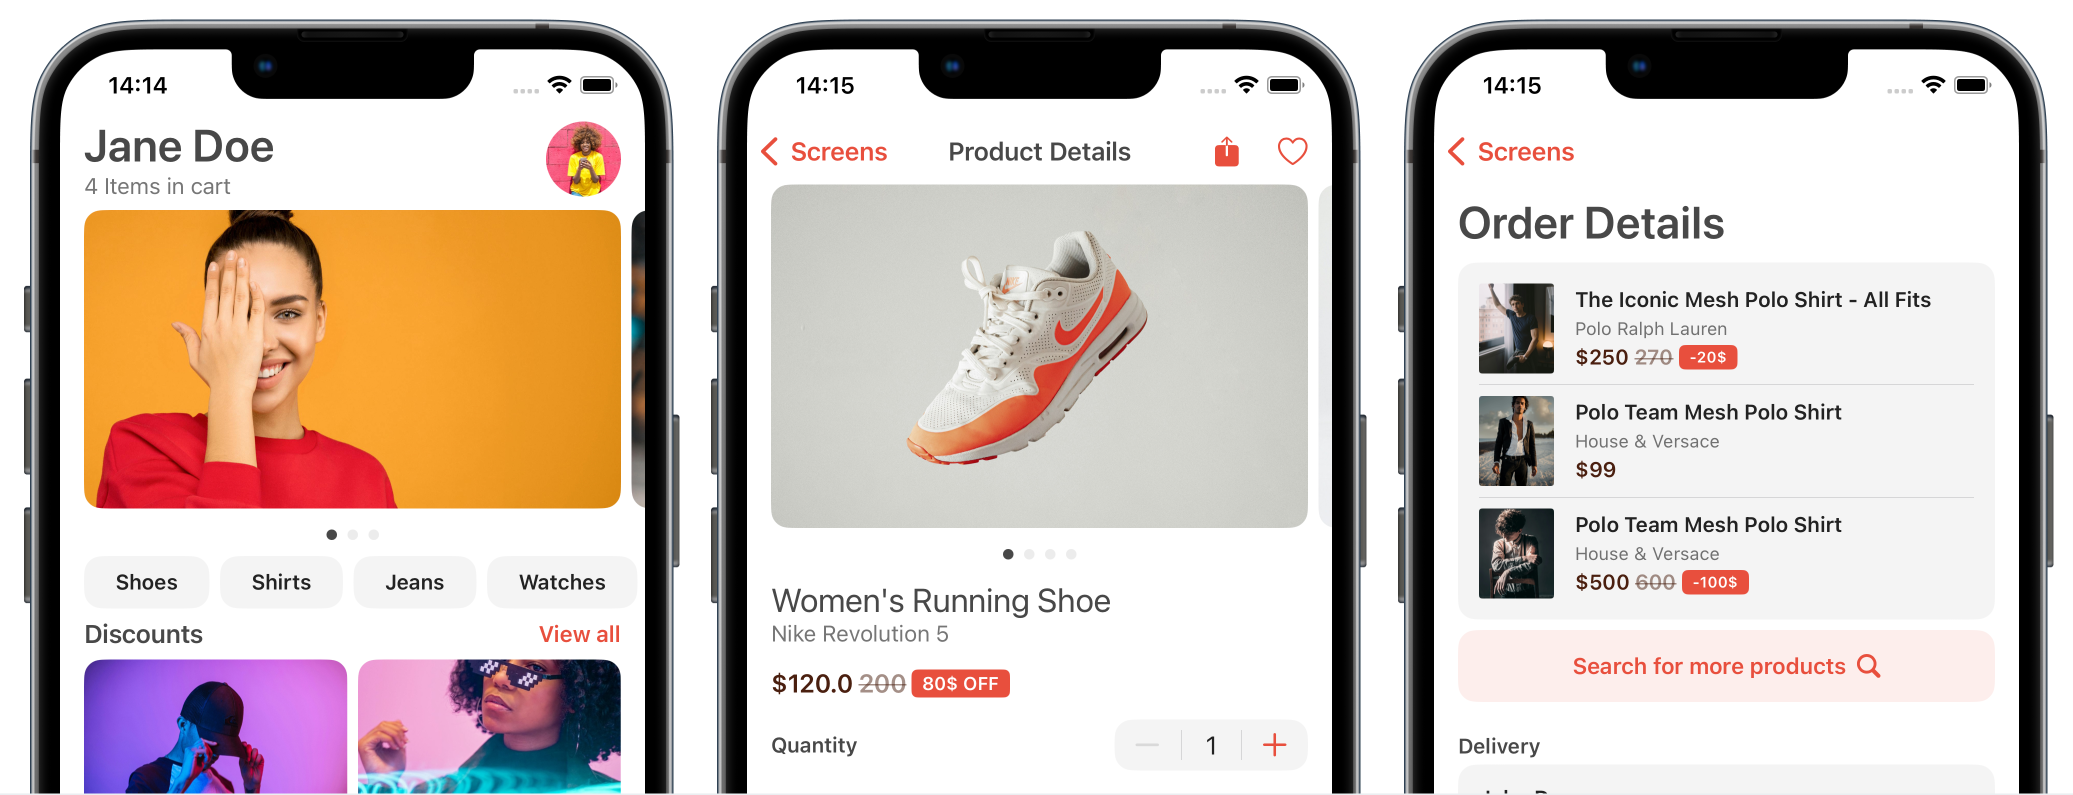 14:14
Jane Doe
4 Items in cart
Shoes
Shirts
Jeans
Watches
Discounts
View all
14:15
Screens
Product Details
Women's Running Shoe
Nike Revolution 5
$120.0 200 80$ OFF
Quantity
1
14:15
Screens
Order Details
The Iconic Mesh Polo Shirt - All Fits
Polo Ralph Lauren
$250 270 -20$
Polo Team Mesh Polo Shirt
House & Versace
$99
Polo Team Mesh Polo Shirt
House & Versace
$500 600 -100$
Search for more products
Delivery